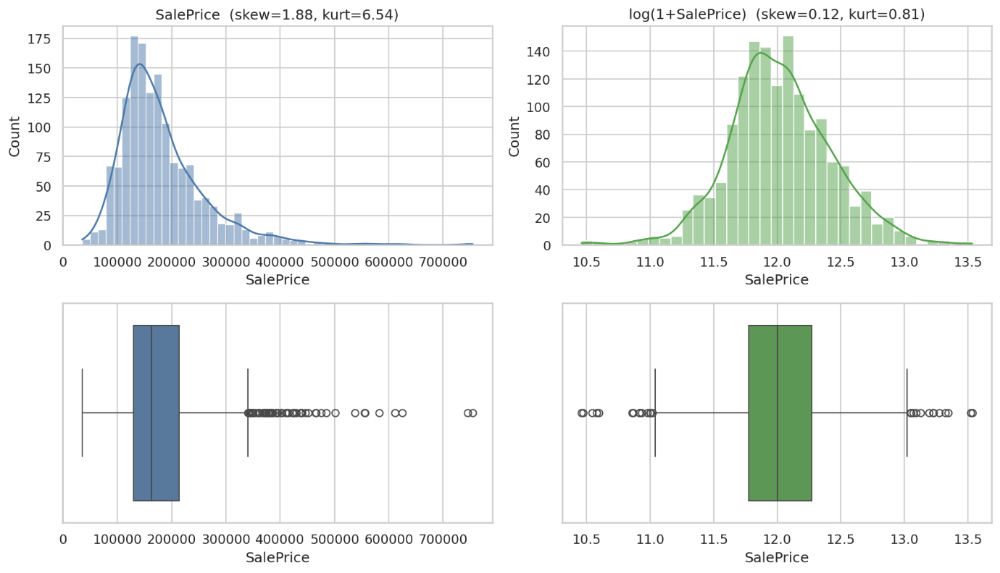 SalePrice  (skew=1.88, kurt=6.54)
175
150
125
100
75
50
25
0
Count
0 100000 200000 300000 400000 500000 600000 700000
SalePrice
log(1+SalePrice)  (skew=0.12, kurt=0.81)
140
120
100
80
60
40
20
0
Count
10.5 11.0 11.5 12.0 12.5 13.0 13.5
SalePrice
0 100000 200000 300000 400000 500000 600000 700000
SalePrice
10.5 11.0 11.5 12.0 12.5 13.0 13.5
SalePrice